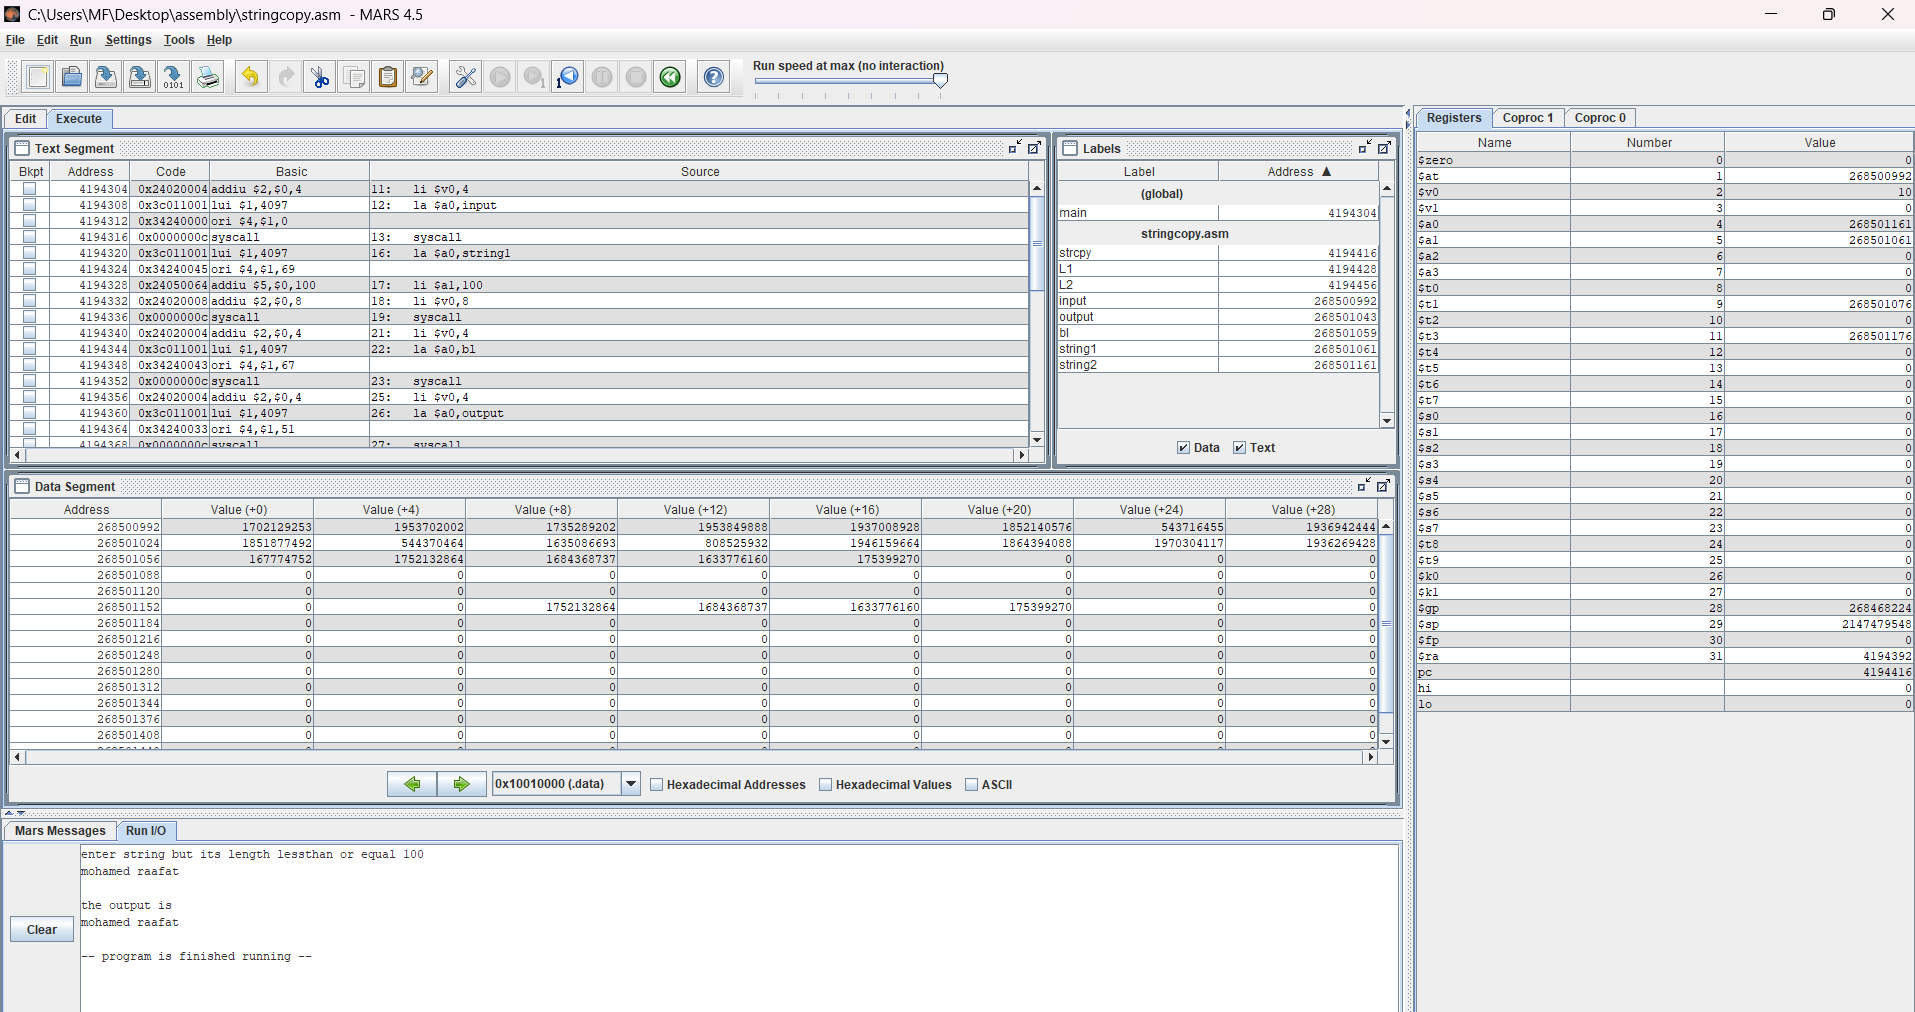 C:\Users\MF\Desktop\assembly\stringcopy.asm - MARS 4.5
File Edit Run Settings Tools Help
Run speed at max (no interaction)
Edit Execute
Text Segment
Bkpt Address Code Basic Source
4194304 0x24020004 addiu $2,$0,4 11: li $v0,4
4194308 0x3c011001 lui $1,4097 12: la $a0,input
4194312 0x34240000 ori $4,$1,0
4194316 0x0000000c syscall 13: syscall
4194320 0x3c011001 lui $1,4097 16: la $a0,string1
4194324 0x34240045 ori $4,$1,69
4194328 0x24050064 addiu $5,$0,100 17: li $a1,100
4194332 0x24020008 addiu $2,$0,8 18: li $v0,8
4194336 0x0000000c syscall 19: syscall
4194340 0x24020004 addiu $2,$0,4 21: li $v0,4
4194344 0x3c011001 lui $1,4097 22: la $a0,bl
4194348 0x34240043 ori $4,$1,67
4194352 0x0000000c syscall 23: syscall
4194356 0x24020004 addiu $2,$0,4 25: li $v0,4
4194360 0x3c011001 lui $1,4097 26: la $a0,output
4194364 0x34240033 ori $4,$1,51
4194368 0x0000000c syscall 27: syscall
Labels
Label Address ▲
(global)
main 4194304
stringcopy.asm
strcpy 4194416
L1 4194428
L2 4194456
input 268500992
output 268501043
bl 268501059
string1 268501061
string2 268501161
Data Text
Data Segment
Address Value (+0) Value (+4) Value (+8) Value (+12) Value (+16) Value (+20) Value (+24) Value (+28)
268500992 1702129253 1953702002 1735289202 1953849888 1937008928 1852140576 543716455 1936942444
268501024 1851877492 544370464 1635086693 808525932 1946159664 1864394088 1970304117 1936269428
268501056 167774752 1752132864 1684368737 1633776160 175399270 0 0 0
268501088 0 0 0 0 0 0 0 0
268501120 0 0 0 0 0 0 0 0
268501152 0 0 1752132864 1684368737 1633776160 175399270 0 0
268501184 0 0 0 0 0 0 0 0
268501216 0 0 0 0 0 0 0 0
268501248 0 0 0 0 0 0 0 0
268501280 0 0 0 0 0 0 0 0
268501312 0 0 0 0 0 0 0 0
268501344 0 0 0 0 0 0 0 0
268501376 0 0 0 0 0 0 0 0
268501408 0 0 0 0 0 0 0 0
0x10010000 (.data) Hexadecimal Addresses Hexadecimal Values ASCII
Mars Messages Run I/O
enter string but its length lessthan or equal 100
mohamed raafat
the output is
mohamed raafat
-- program is finished running --
Clear
Registers Coproc 1 Coproc 0
Name Number Value
$zero 0 0
$at 1 268500992
$v0 2 10
$v1 3 0
$a0 4 268501161
$a1 5 268501061
$a2 6 0
$a3 7 0
$t0 8 0
$t1 9 268501076
$t2 10 0
$t3 11 268501176
$t4 12 0
$t5 13 0
$t6 14 0
$t7 15 0
$s0 16 0
$s1 17 0
$s2 18 0
$s3 19 0
$s4 20 0
$s5 21 0
$s6 22 0
$s7 23 0
$t8 24 0
$t9 25 0
$k0 26 0
$k1 27 0
$gp 28 268468224
$sp 29 2147479548
$fp 30 0
$ra 31 4194392
pc 4194416
hi 0
lo 0